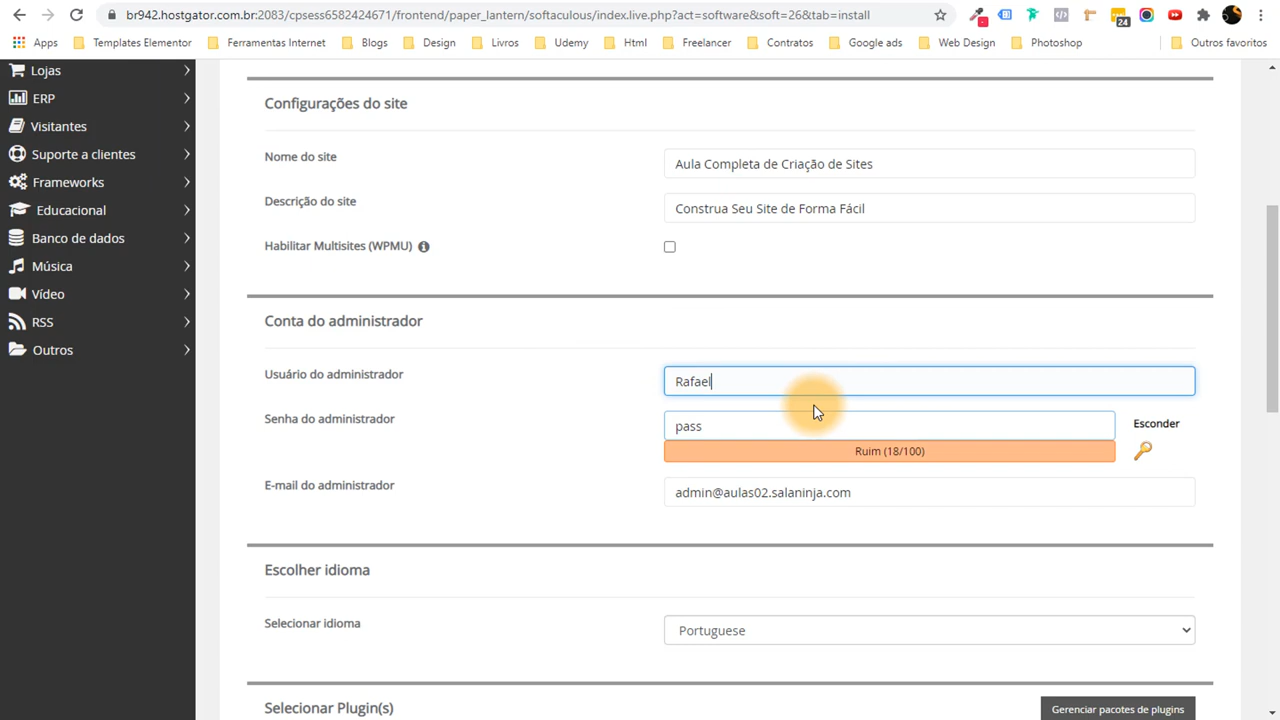 br942.hostgator.com.br:2083/cpsess6582424671/frontend/paper_lantern/softaculous/index.live.php?act=software&soft=26&tab=install
24
Apps Templates Elementor Ferramentas Internet Blogs Design Livros Udemy Html Freelancer Contratos Google ads Web Design Photoshop Outros favoritos
Lojas
ERP
Visitantes
Suporte a clientes
Frameworks
Educacional
Banco de dados
Música
Vídeo
RSS
Outros
Configurações do site
Nome do site Aula Completa de Criação de Sites
Descrição do site Construa Seu Site de Forma Fácil
Habilitar Multisites (WPMU)
Conta do administrador
Usuário do administrador Rafael
Senha do administrador pass Esconder
Ruim (18/100)
E-mail do administrador admin@aulas02.salaninja.com
Escolher idioma
Selecionar idioma Portuguese
Selecionar Plugin(s) Gerenciar pacotes de plugins